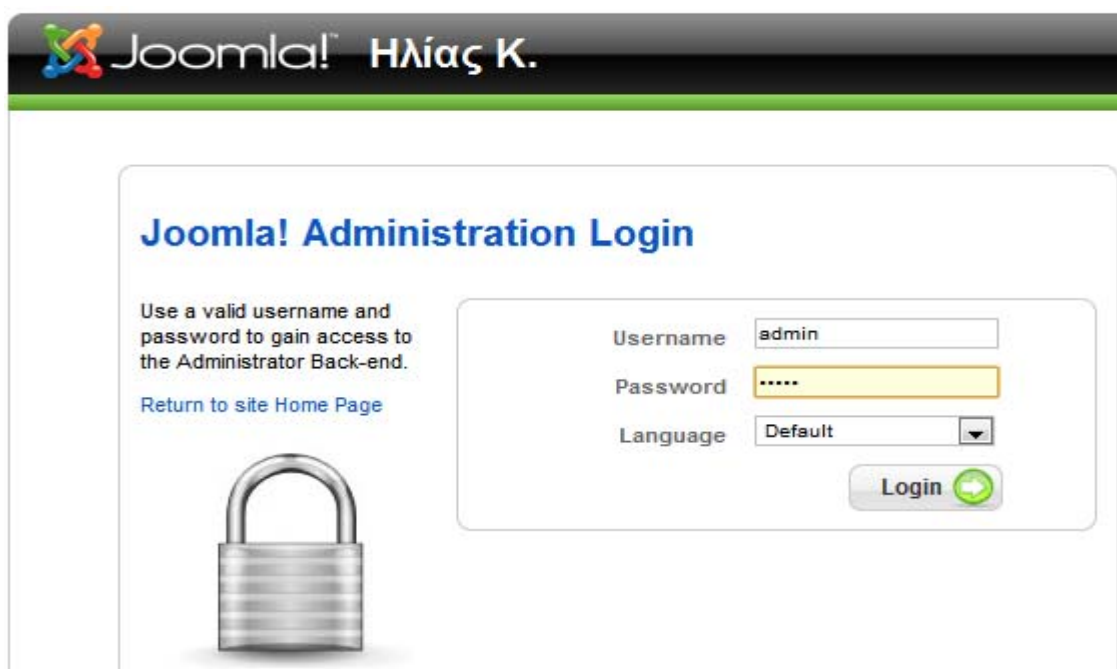 Joomla!™ Ηλίας Κ.
Joomla! Administration Login
Use a valid username and
password to gain access to
the Administrator Back-end.
Return to site Home Page
Username admin
Password •••••
Language Default
Login